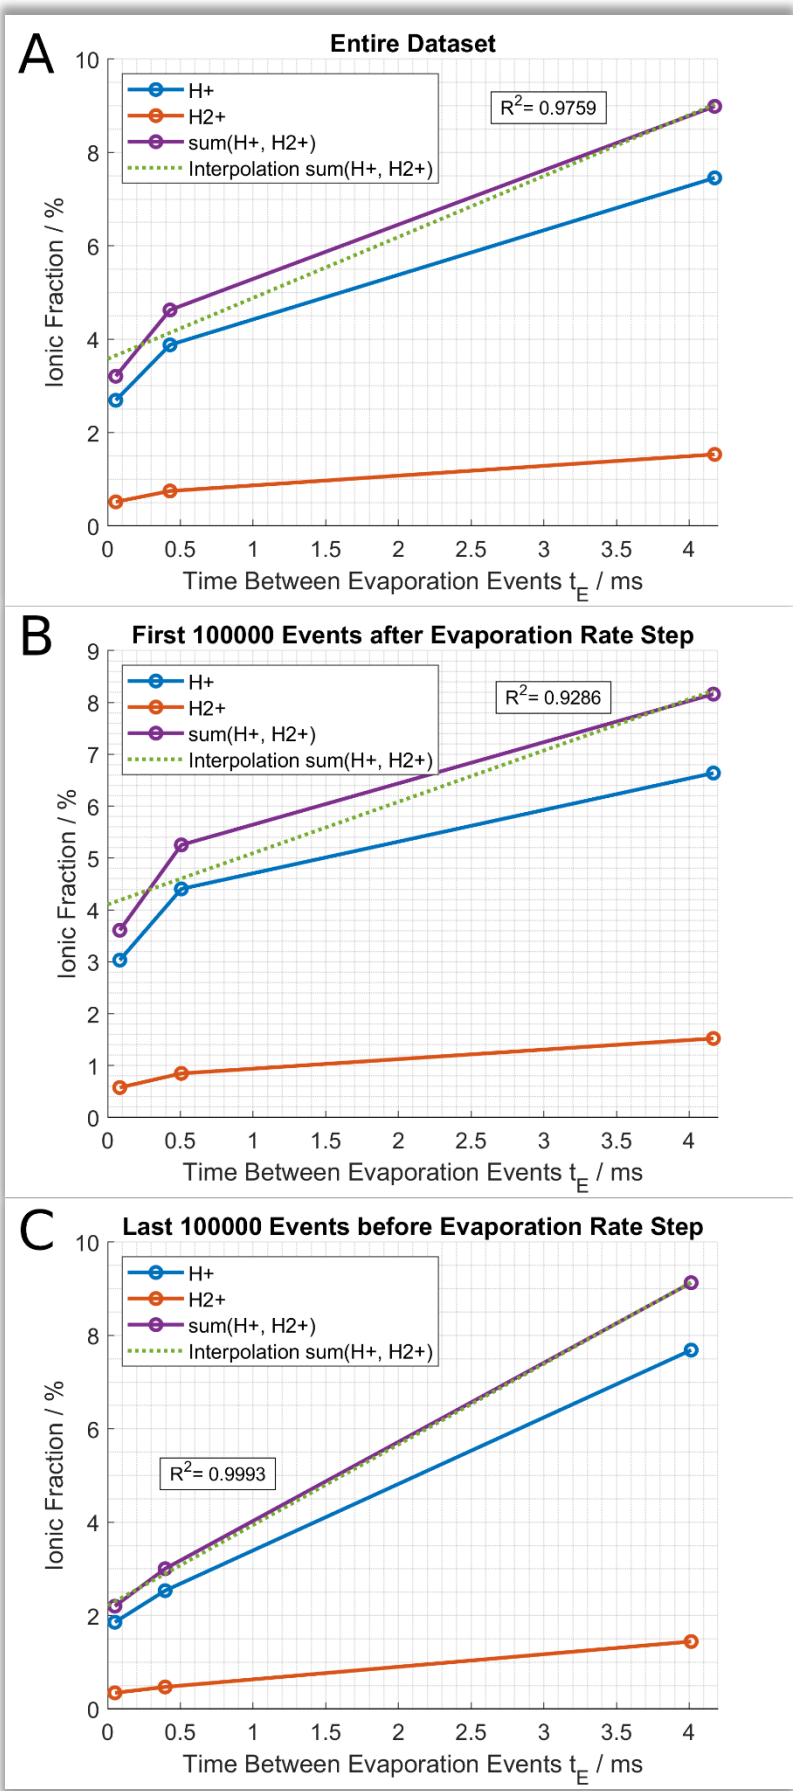 A
Entire Dataset
10
8
6
4
2
0
Ionic Fraction / %
H+
H2+
sum(H+, H2+)
Interpolation sum(H+, H2+)
R2= 0.9759
0 0.5 1 1.5 2 2.5 3 3.5 4
Time Between Evaporation Events tE / ms
B
First 100000 Events after Evaporation Rate Step
9
8
7
6
5
4
3
2
1
0
Ionic Fraction / %
H+
H2+
sum(H+, H2+)
Interpolation sum(H+, H2+)
R2= 0.9286
0 0.5 1 1.5 2 2.5 3 3.5 4
Time Between Evaporation Events tE / ms
C
Last 100000 Events before Evaporation Rate Step
10
8
6
4
2
0
Ionic Fraction / %
H+
H2+
sum(H+, H2+)
Interpolation sum(H+, H2+)
R2= 0.9993
0 0.5 1 1.5 2 2.5 3 3.5 4
Time Between Evaporation Events tE / ms